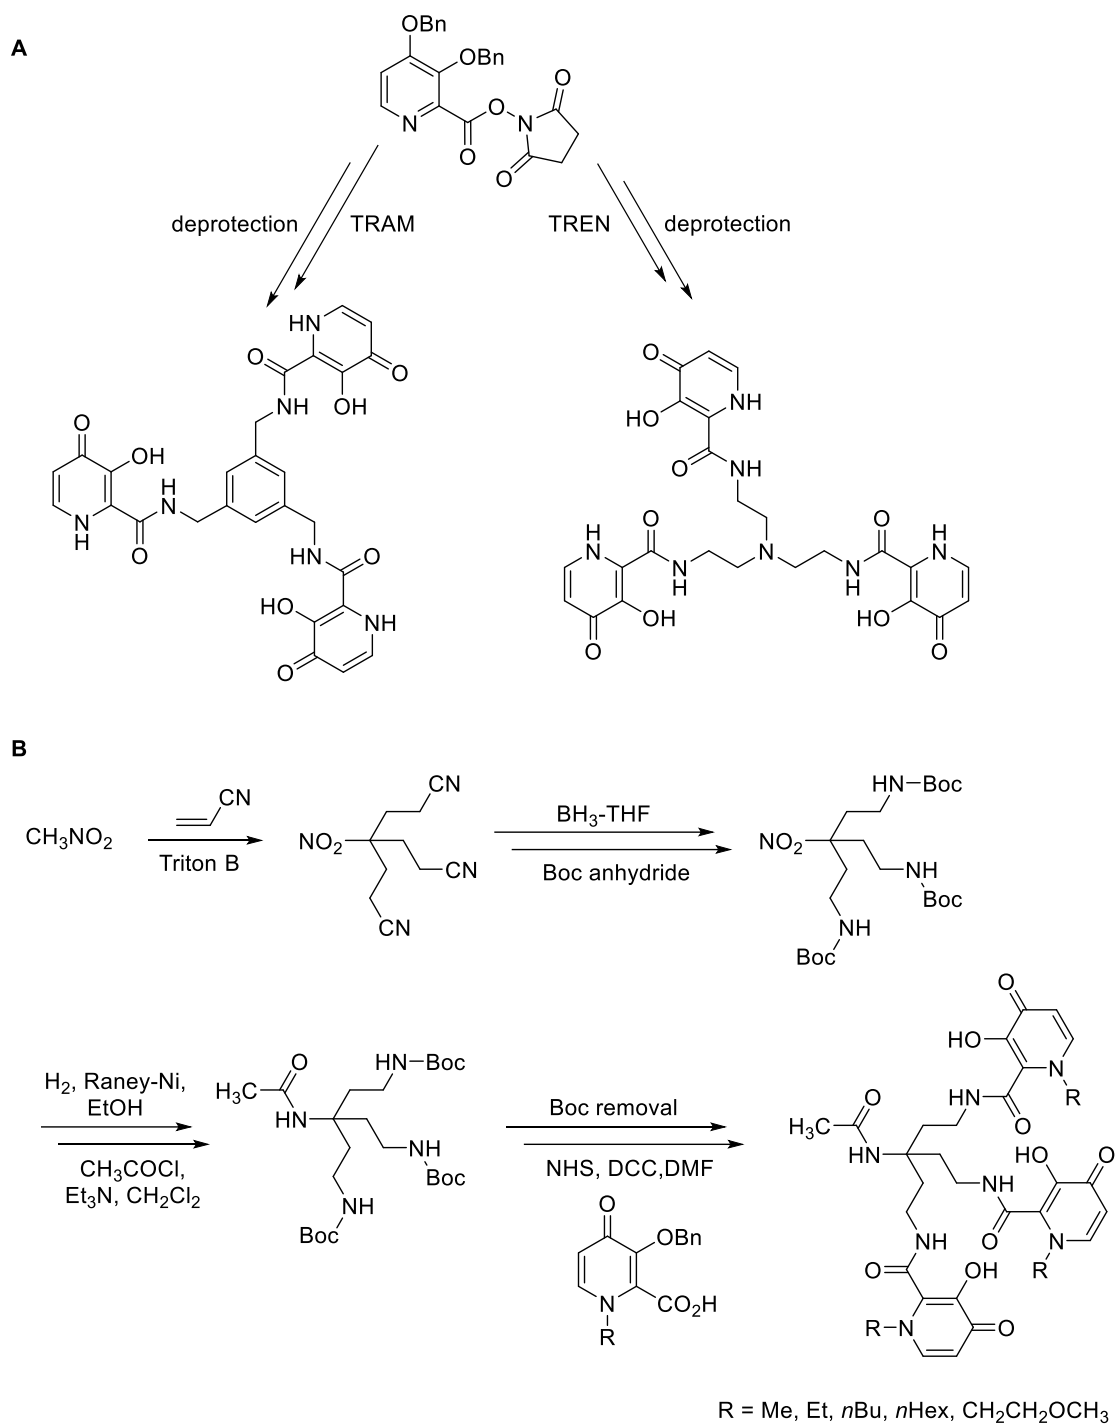 A
OBn
OBn
N
O
O
N
O
O
deprotection
TRAM
TREN
deprotection
HN
O
O
NH
OH
O
OH
H
N
N
H
O
NH
O
HO
NH
O
O
HO
NH
O
NH
H
N
O
N
H
OH
O
N
O
N
H
H
N
HO
O
B
CH3NO2
CN
Triton B
NO2
CN
CN
CN
BH3-THF
Boc anhydride
HN–Boc
NO2
NH
Boc
NH
Boc
H2, Raney-Ni,
EtOH
CH3COCl,
Et3N, CH2Cl2
O
H3C
HN
HN–Boc
NH
Boc
NH
Boc
Boc removal
NHS, DCC,DMF
O
OBn
N
CO2H
R
O
HO
N
R
HN
O
O
H3C
HN
HO
O
NH
O
N
R
NH
O
OH
R–N
O
R = Me, Et, nBu, nHex, CH2CH2OCH3